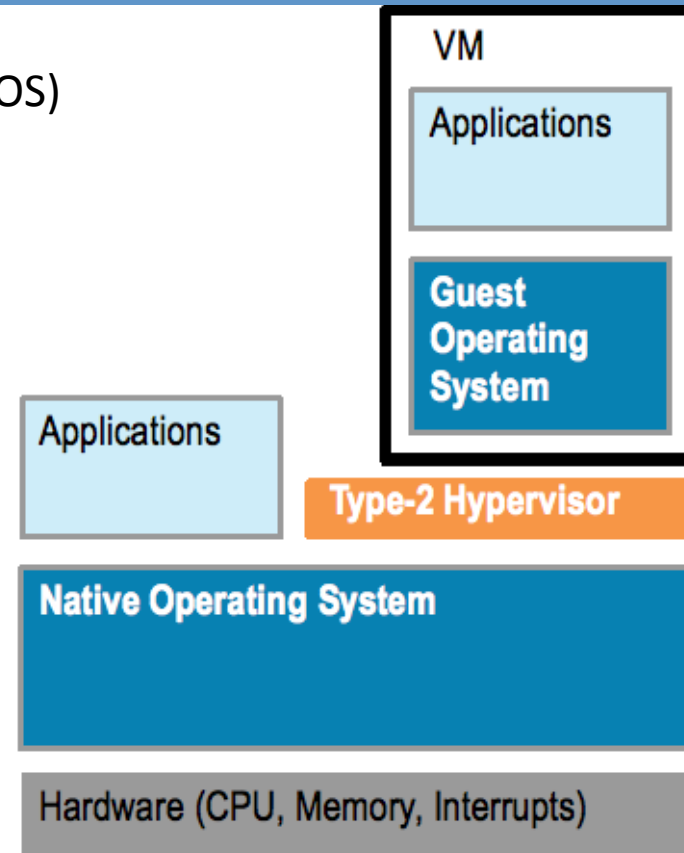 OS)
VM
Applications
Guest
Operating
System
Applications
Type-2 Hypervisor
Native Operating System
Hardware (CPU, Memory, Interrupts)